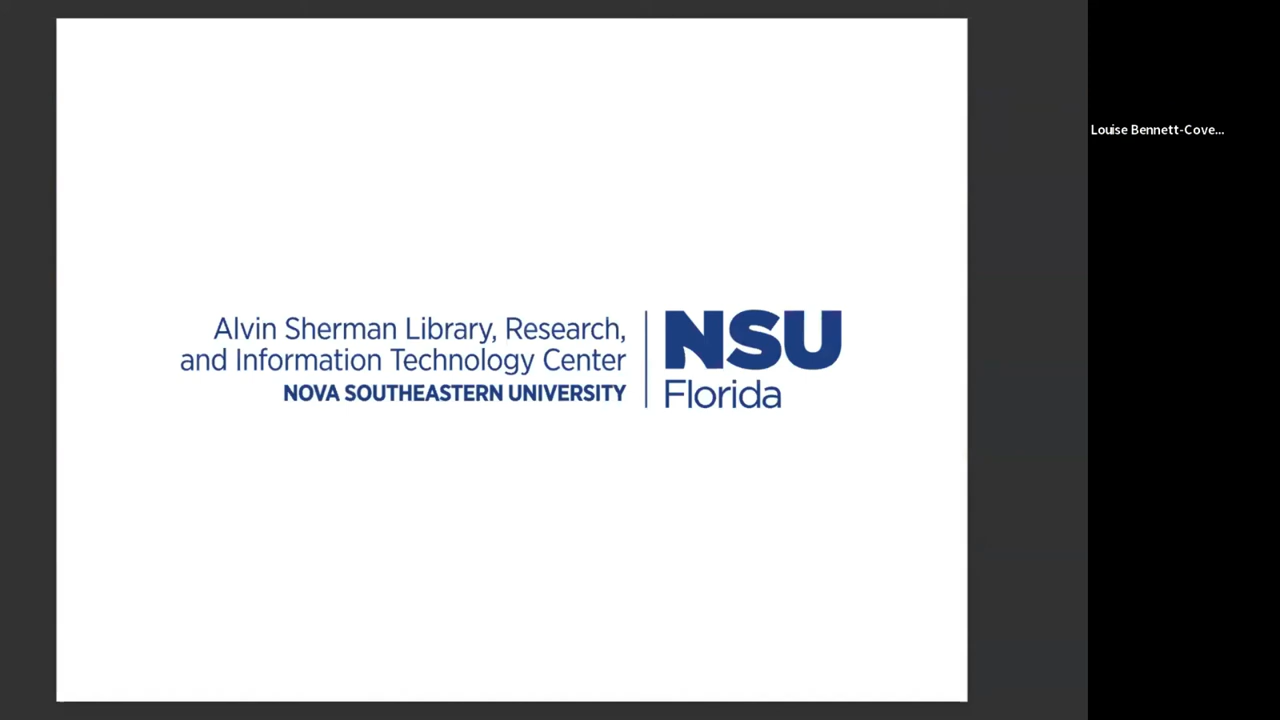 Alvin Sherman Library, Research,
and Information Technology Center
NOVA SOUTHEASTERN UNIVERSITY
NSU
Florida
Louise Bennett-Cove...